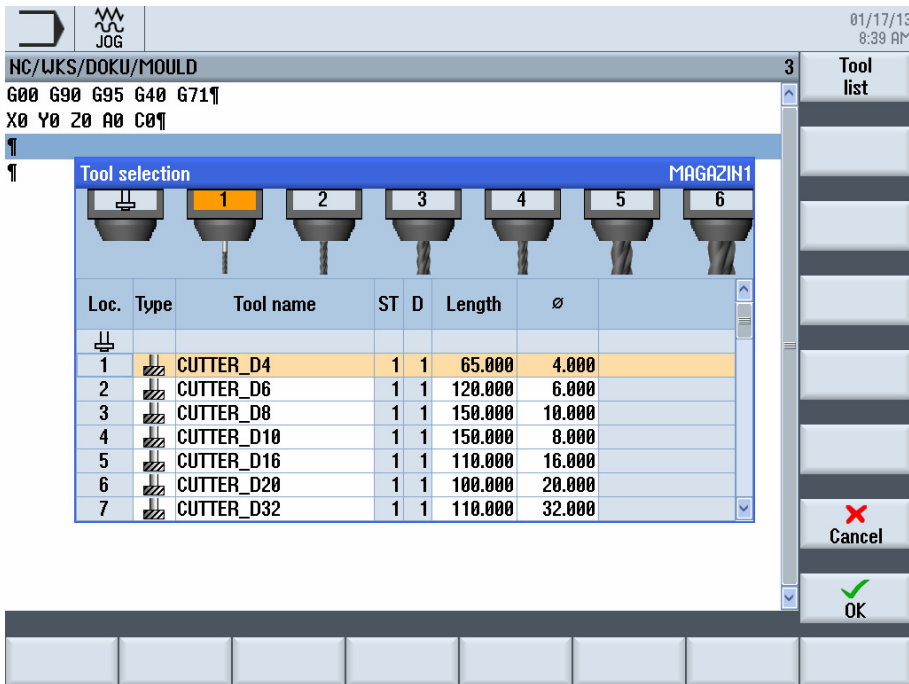 JOG
01/17/13
8:39 AM
NC/WKS/DOKU/MOULD 3
Tool
list
G00 G90 G95 G40 G71¶
X0 Y0 Z0 A0 C0¶
¶
¶
Tool selection MAGAZIN1
1 2 3 4 5 6
Loc. Type Tool name ST D Length ø
1 CUTTER_D4 1 1 65.000 4.000
2 CUTTER_D6 1 1 120.000 6.000
3 CUTTER_D8 1 1 150.000 10.000
4 CUTTER_D10 1 1 150.000 8.000
5 CUTTER_D16 1 1 110.000 16.000
6 CUTTER_D20 1 1 100.000 20.000
7 CUTTER_D32 1 1 110.000 32.000
Cancel
OK